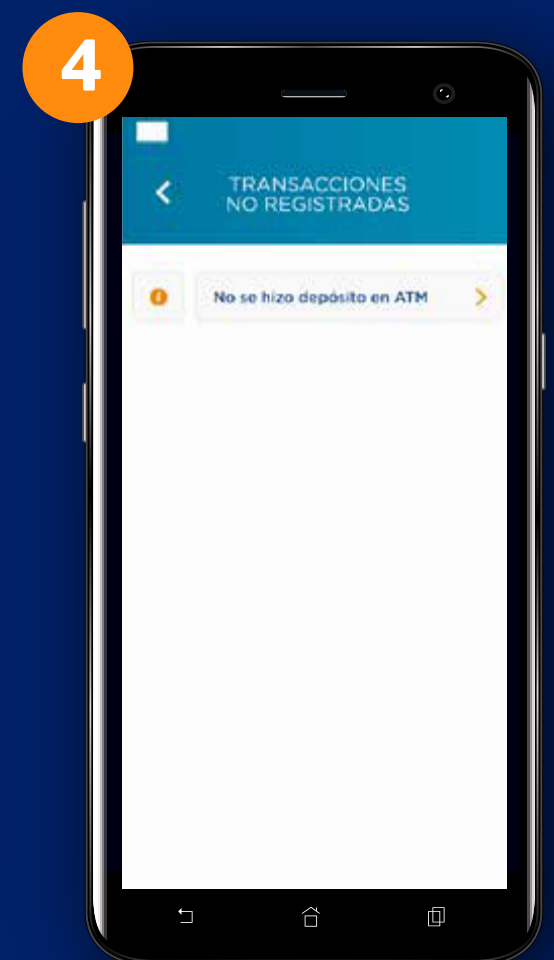 4
TRANSACCIONES
NO REGISTRADAS
No se hizo depósito en ATM